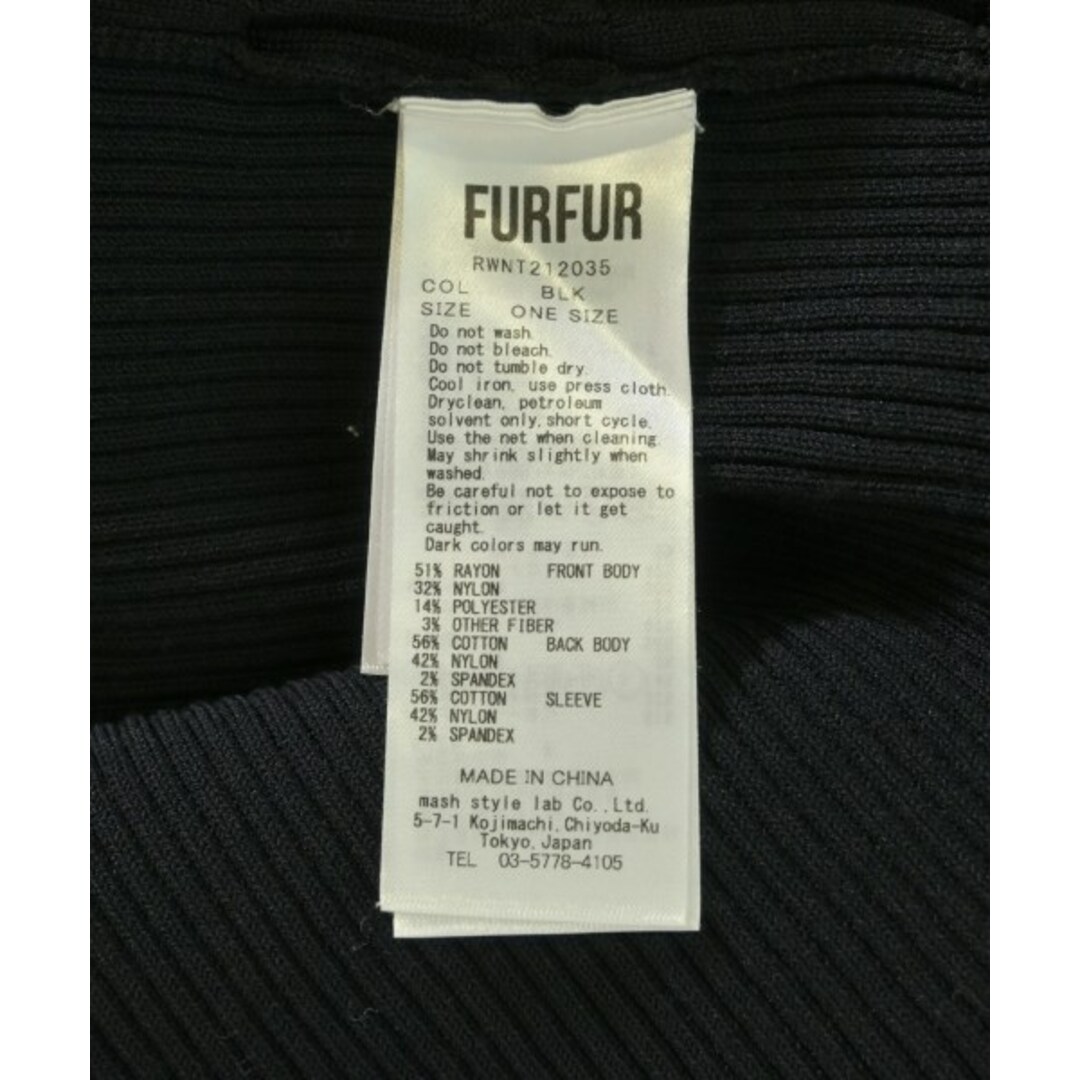 FURFUR
RWNT212035
COL BLK
SIZE ONE SIZE
Do not wash.
Do not bleach.
Do not tumble dry.
Cool iron, use press cloth.
Dryclean, petroleum
solvent only, short cycle.
Use the net when cleaning.
May shrink slightly when
washed.
Be careful not to expose to
friction or let it get
caught.
Dark colors may run.
51% RAYON FRONT BODY
32% NYLON
14% POLYESTER
3% OTHER FIBER
56% COTTON BACK BODY
42% NYLON
2% SPANDEX
56% COTTON SLEEVE
42% NYLON
2% SPANDEX
MADE IN CHINA
mash style lab Co.,Ltd.
5-7-1 Kojimachi,Chiyoda-Ku
Tokyo,Japan
TEL 03-5778-4105